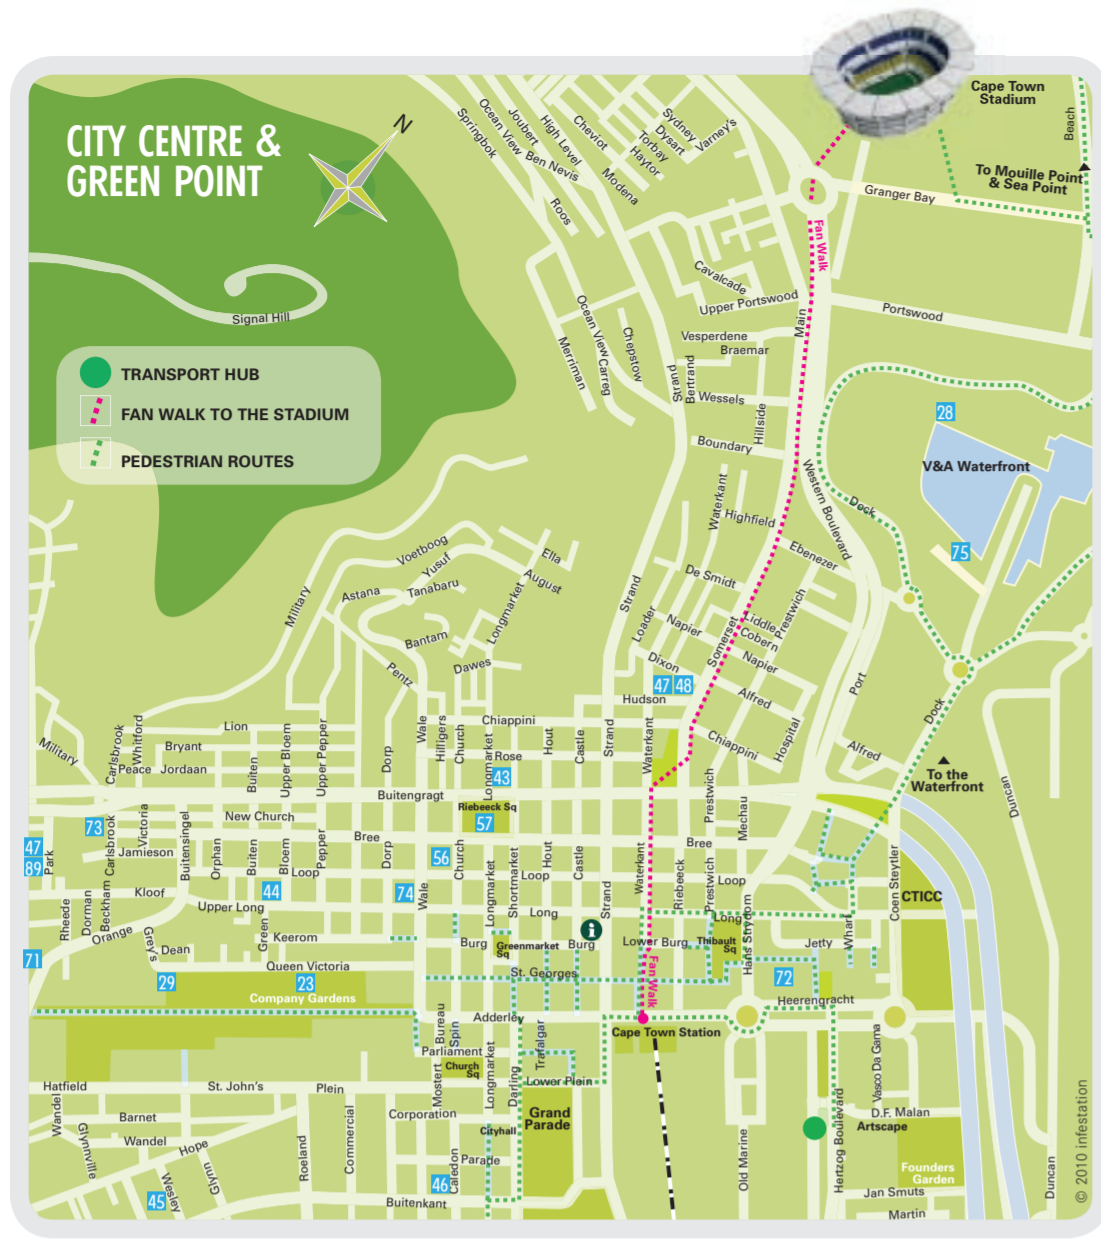 CITY CENTRE &
GREEN POINT
N
Cape Town
Stadium
Beach
To Mouille Point
& Sea Point
Granger Bay
Springbok
Ocean View
Joubert
High Level
Cheviot
Ben Nevis
Sydney
Dysart
Torbay
Haytor
Varney's
Modena
Roos
Fan Walk
Cavalcade
Upper Portswood
Portswood
Main
Signal Hill
Ocean View
Carreg
Chepstow
Merriman
Vesperdene
Braemar
Strand
Bertrand
Wessels
Hillside
Boundary
TRANSPORT HUB
FAN WALK TO THE STADIUM
PEDESTRIAN ROUTES
28
V&A Waterfront
Western Boulevard
Dock
75
Waterkant
Highfield
Ebenezer
Voetboog
Yusuf
Ella
August
Astana
Tanabaru
Military
Longmarket
Bantam
Dawes
Pentz
Strand
De Smidt
Loader
Napier
Somerset
Liddle
Cobern
Prestwich
Napier
Dixon
47
48
Hudson
Alfred
Port
Dock
Chiappini
Hospital
Alfred
To the
Waterfront
Duncan
Military
Carlsbrook
Whitford
Lion
Bryant
Peace
Jordaan
Buiten
Upper Bloem
Upper Pepper
Dorp
Wale
Hilligers
Church
Longmarket
Chiappini
Rose
43
Hout
Castle
Strand
Waterkant
Buitengragt
Riebeeck Sq
57
Prestwich
Mechau
73
Carlsbrook
Victoria
New Church
Buitensingel
Jamieson
Orphan
Buiten
Bloem
Pepper
Loop
Bree
Dorp
56
Church
Hout
Castle
Waterkant
Bree
47
89
Park
Kloof
44
Upper Long
74
Wale
Longmarket
Shortmarket
Loop
Strand
Riebeeck
Prestwich
Loop
Coen Steytler
CTICC
Rheede
Dorman
Beckham
Orange
Grey's
Dean
Green
Keerom
Long
i
Burg
Greenmarket
Sq
Burg
Lower Burg
Long
Thibault
Sq
Hans Strydom
Jetty
Wharf
71
29
Queen Victoria
23
Company Gardens
St. Georges
Fan Walk
72
Heerengracht
Adderley
Cape Town Station
Bureau
Spin
Parliament
Church
Sq
Trafalgar
Mostert
Longmarket
Darling
Lower Plein
Hatfield
St. John's
Plein
Wandel
Barnet
Corporation
Grand
Parade
Cityhall
Vasco Da Gama
D.F. Malan
Artscape
Glynnville
Wandel
Hope
Glynn
Roeland
Commercial
Parade
Caledon
46
Wesley
45
Buitenkant
Old Marine
Hertzog Boulevard
Founders
Garden
Jan Smuts
Martin
Duncan
© 2010 infestation